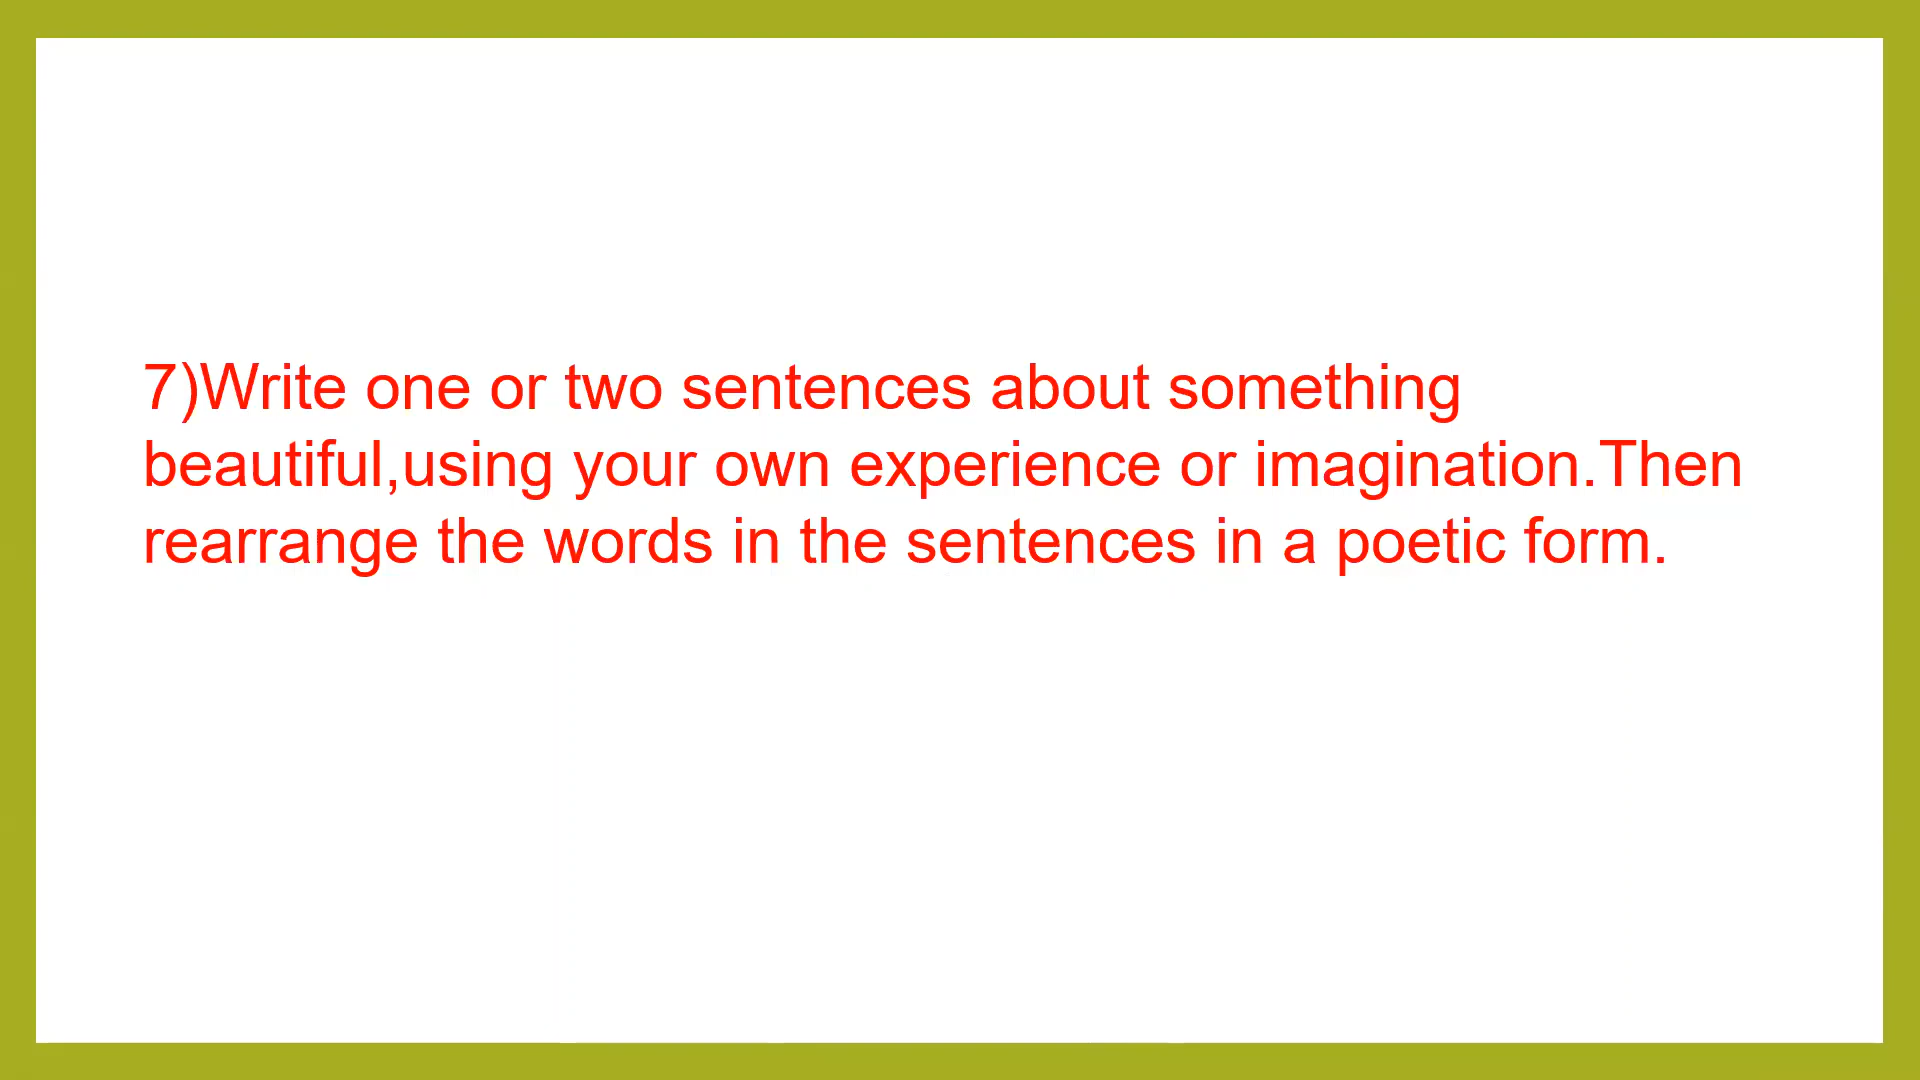 7)Write one or two sentences about something
beautiful,using your own experience or imagination.Then
rearrange the words in the sentences in a poetic form.